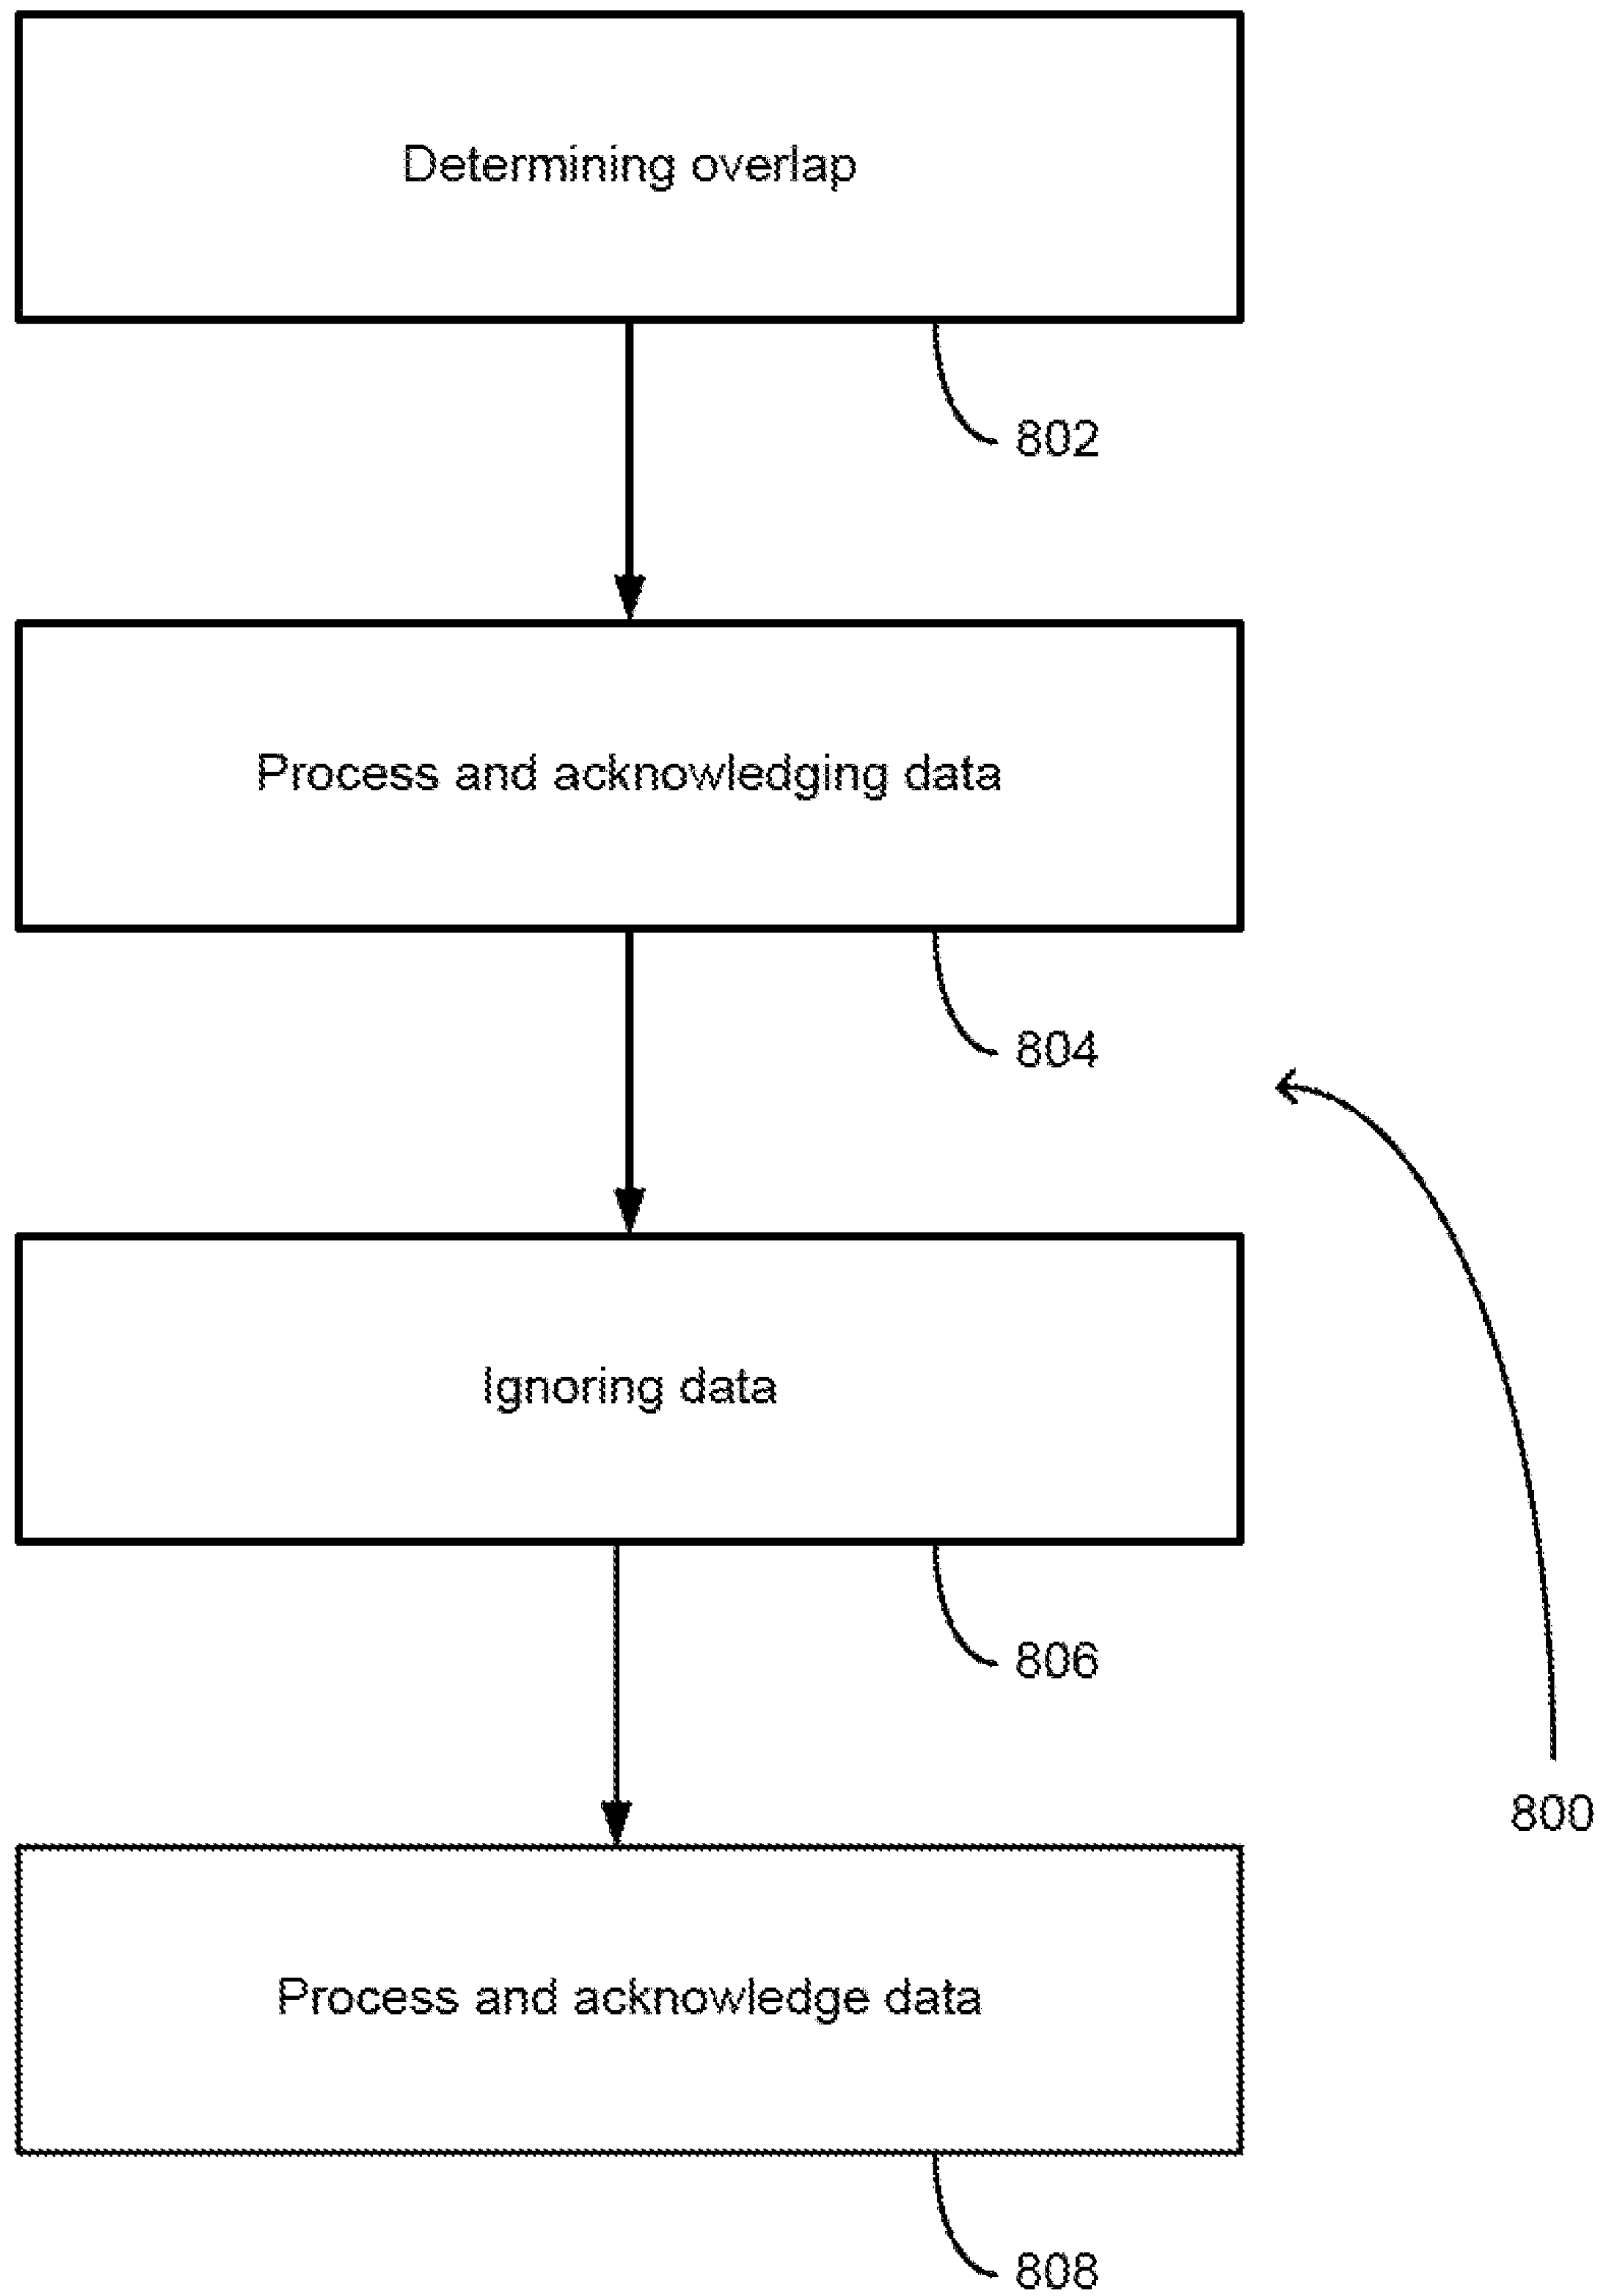 Determining overlap
802
Process and acknowledging data
804
Ignoring data
806
800
Process and acknowledge data
808